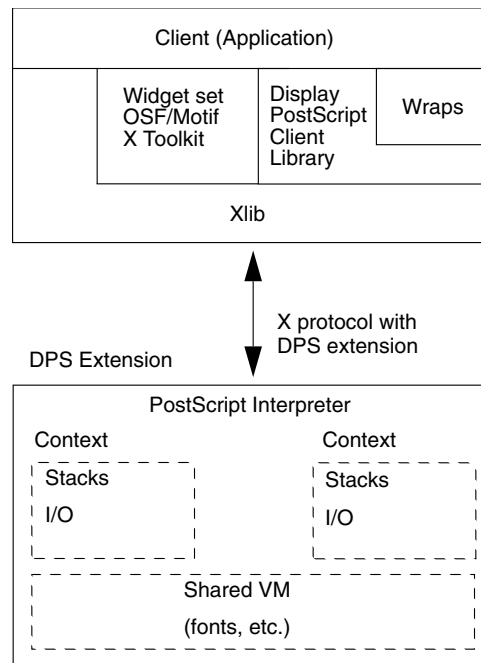 Client (Application)
Widget set
OSF/Motif
X Toolkit
Display
PostScript
Client
Library
Wraps
Xlib
X protocol with
DPS extension
DPS Extension
PostScript Interpreter
Context
Stacks
I/O
Context
Stacks
I/O
Shared VM
(fonts, etc.)